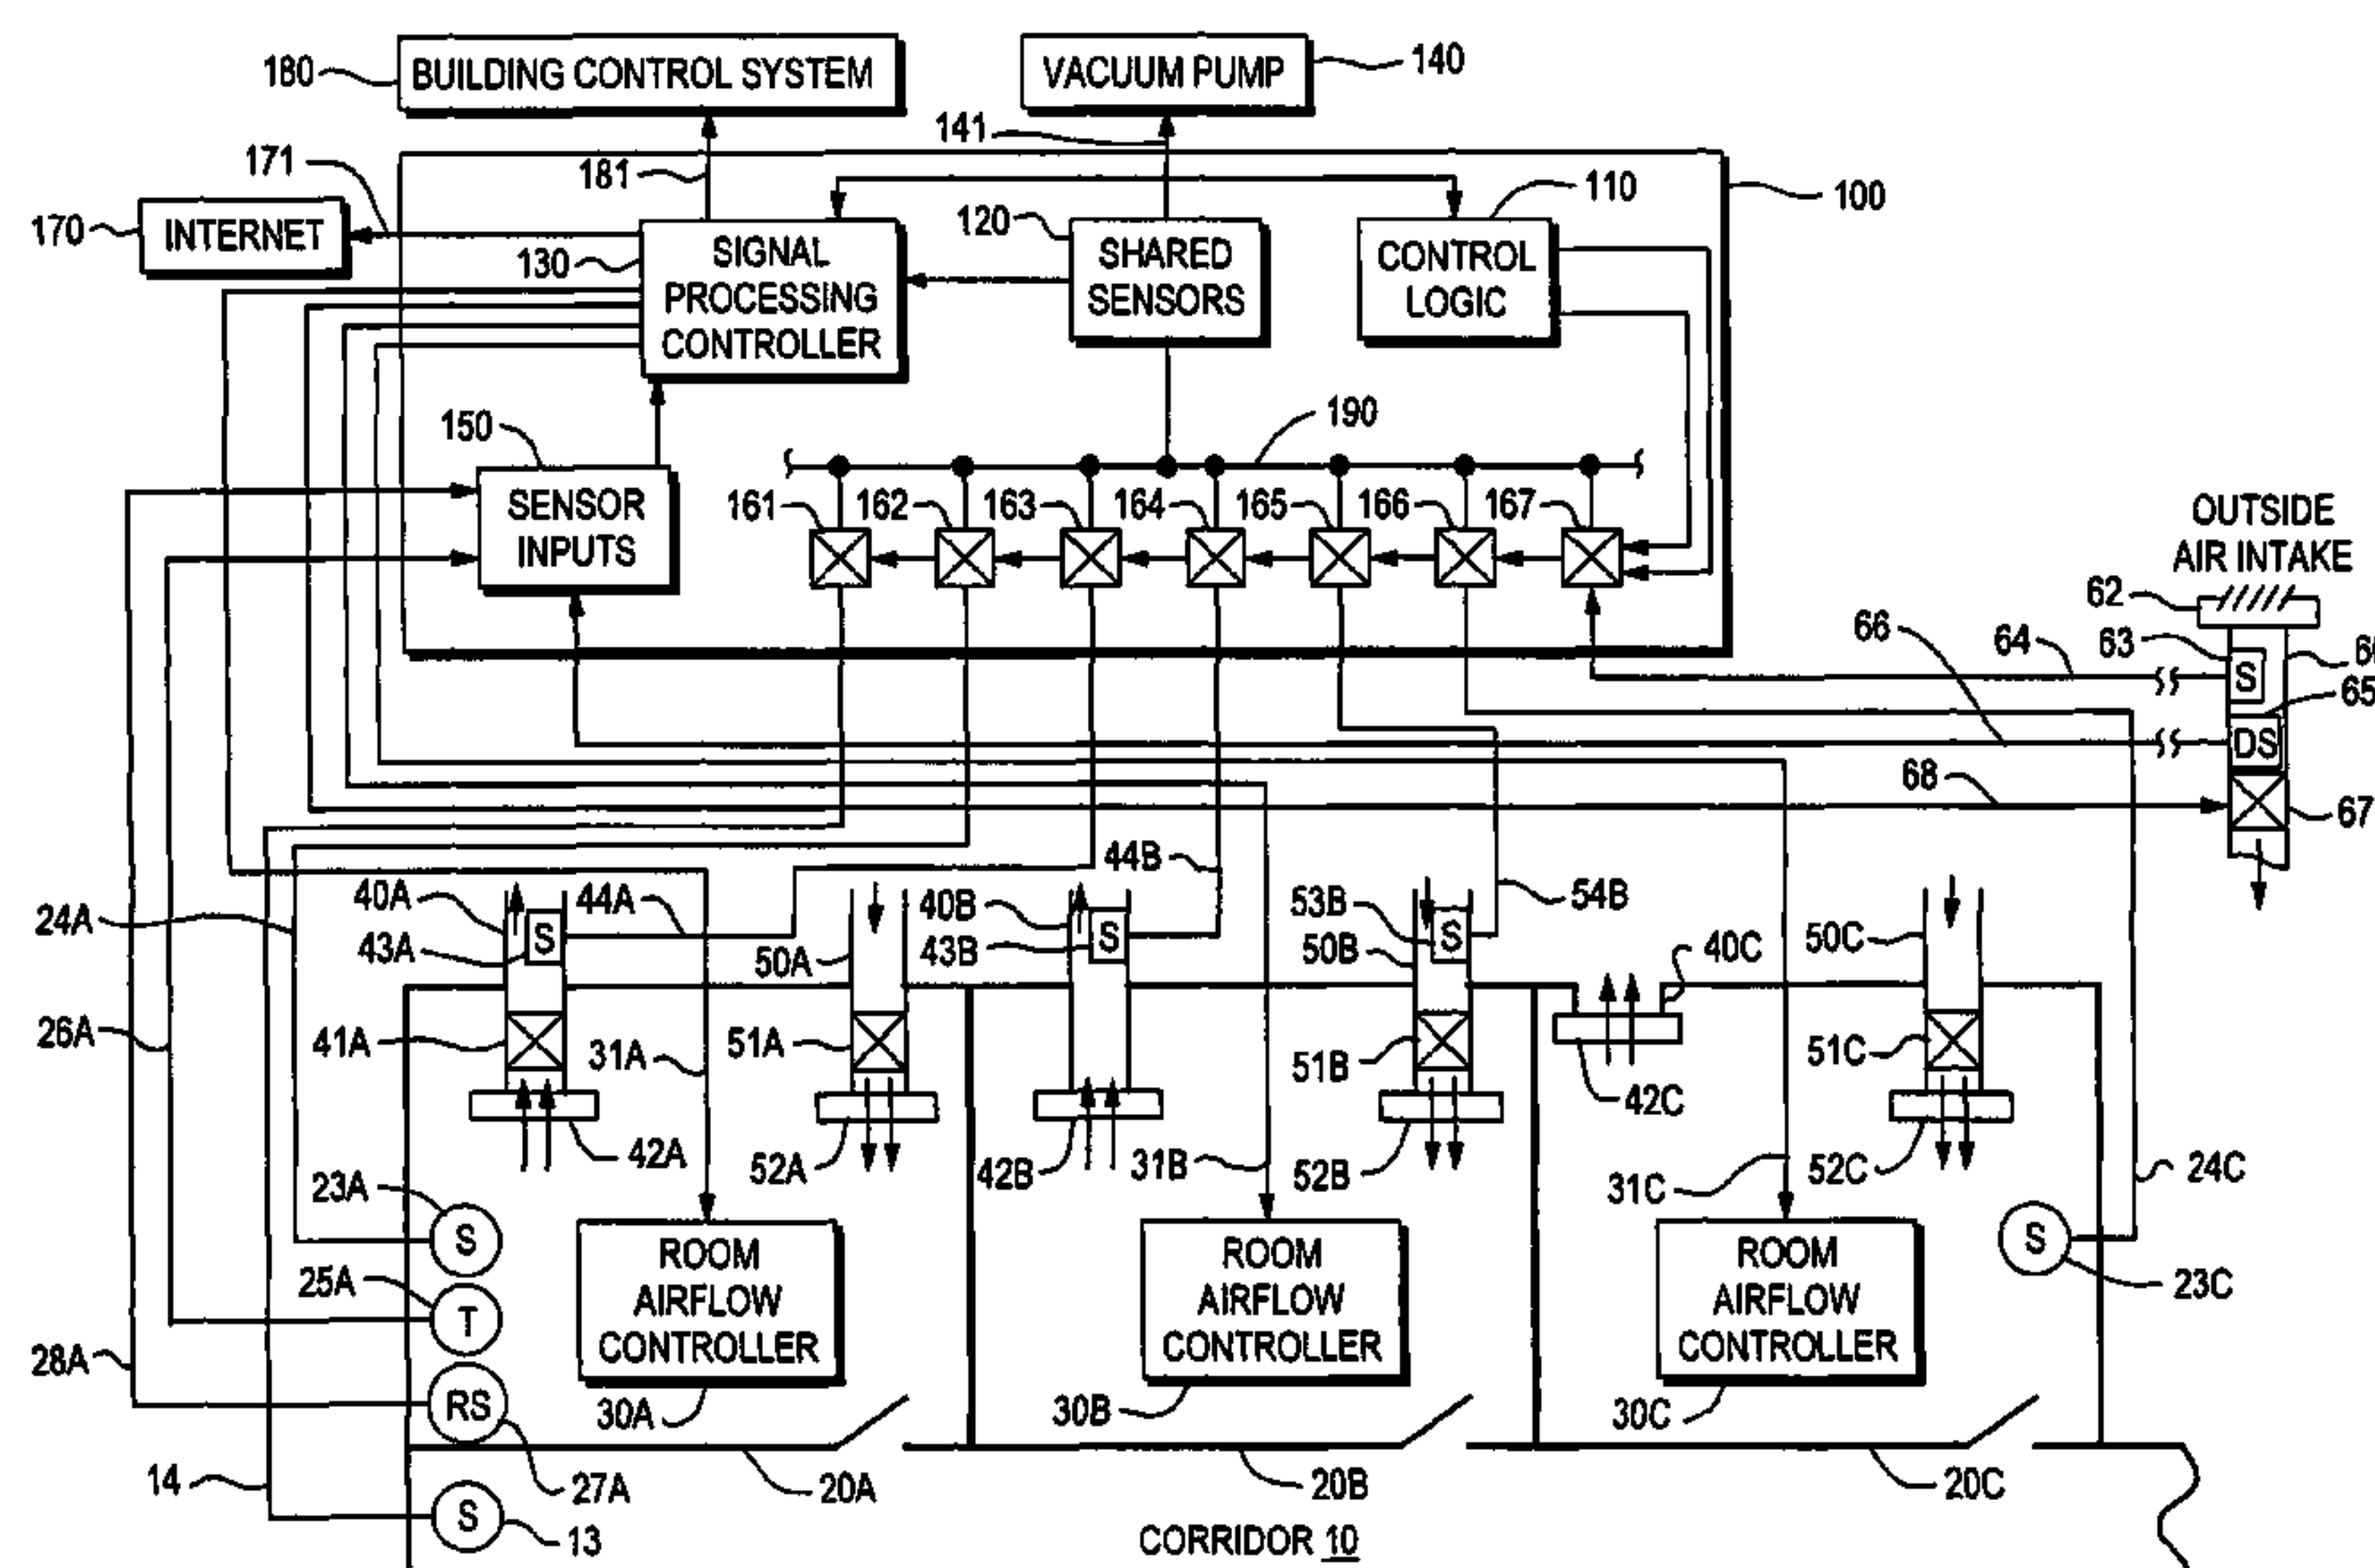 180
BUILDING CONTROL SYSTEM
VACUUM PUMP
140
141
171
181
110
100
170
INTERNET
130
SIGNAL
PROCESSING
CONTROLLER
120
SHARED
SENSORS
CONTROL
LOGIC
150
190
SENSOR
INPUTS
161
162
163
164
165
166
167
OUTSIDE
AIR INTAKE
62
63
S
65
DS
66
64
68
67
24A
40A
43A
S
44A
50A
40B
43B
S
44B
53B
50B
S
54B
40C
50C
26A
41A
31A
51A
51B
42C
51C
42A
52A
42B
31B
52B
31C
52C
24C
23A
S
25A
T
28A
RS
27A
ROOM
AIRFLOW
CONTROLLER
30A
ROOM
AIRFLOW
CONTROLLER
30B
ROOM
AIRFLOW
CONTROLLER
30C
S
23C
14
S
13
20A
20B
20C
CORRIDOR 10